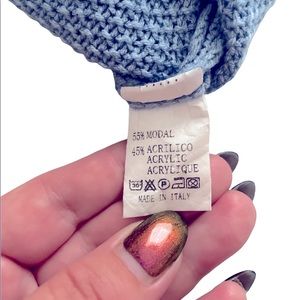 55% MODAL
45% ACRILICO
ACRYLIC
ACRYLIQUE
30
MADE IN ITALY